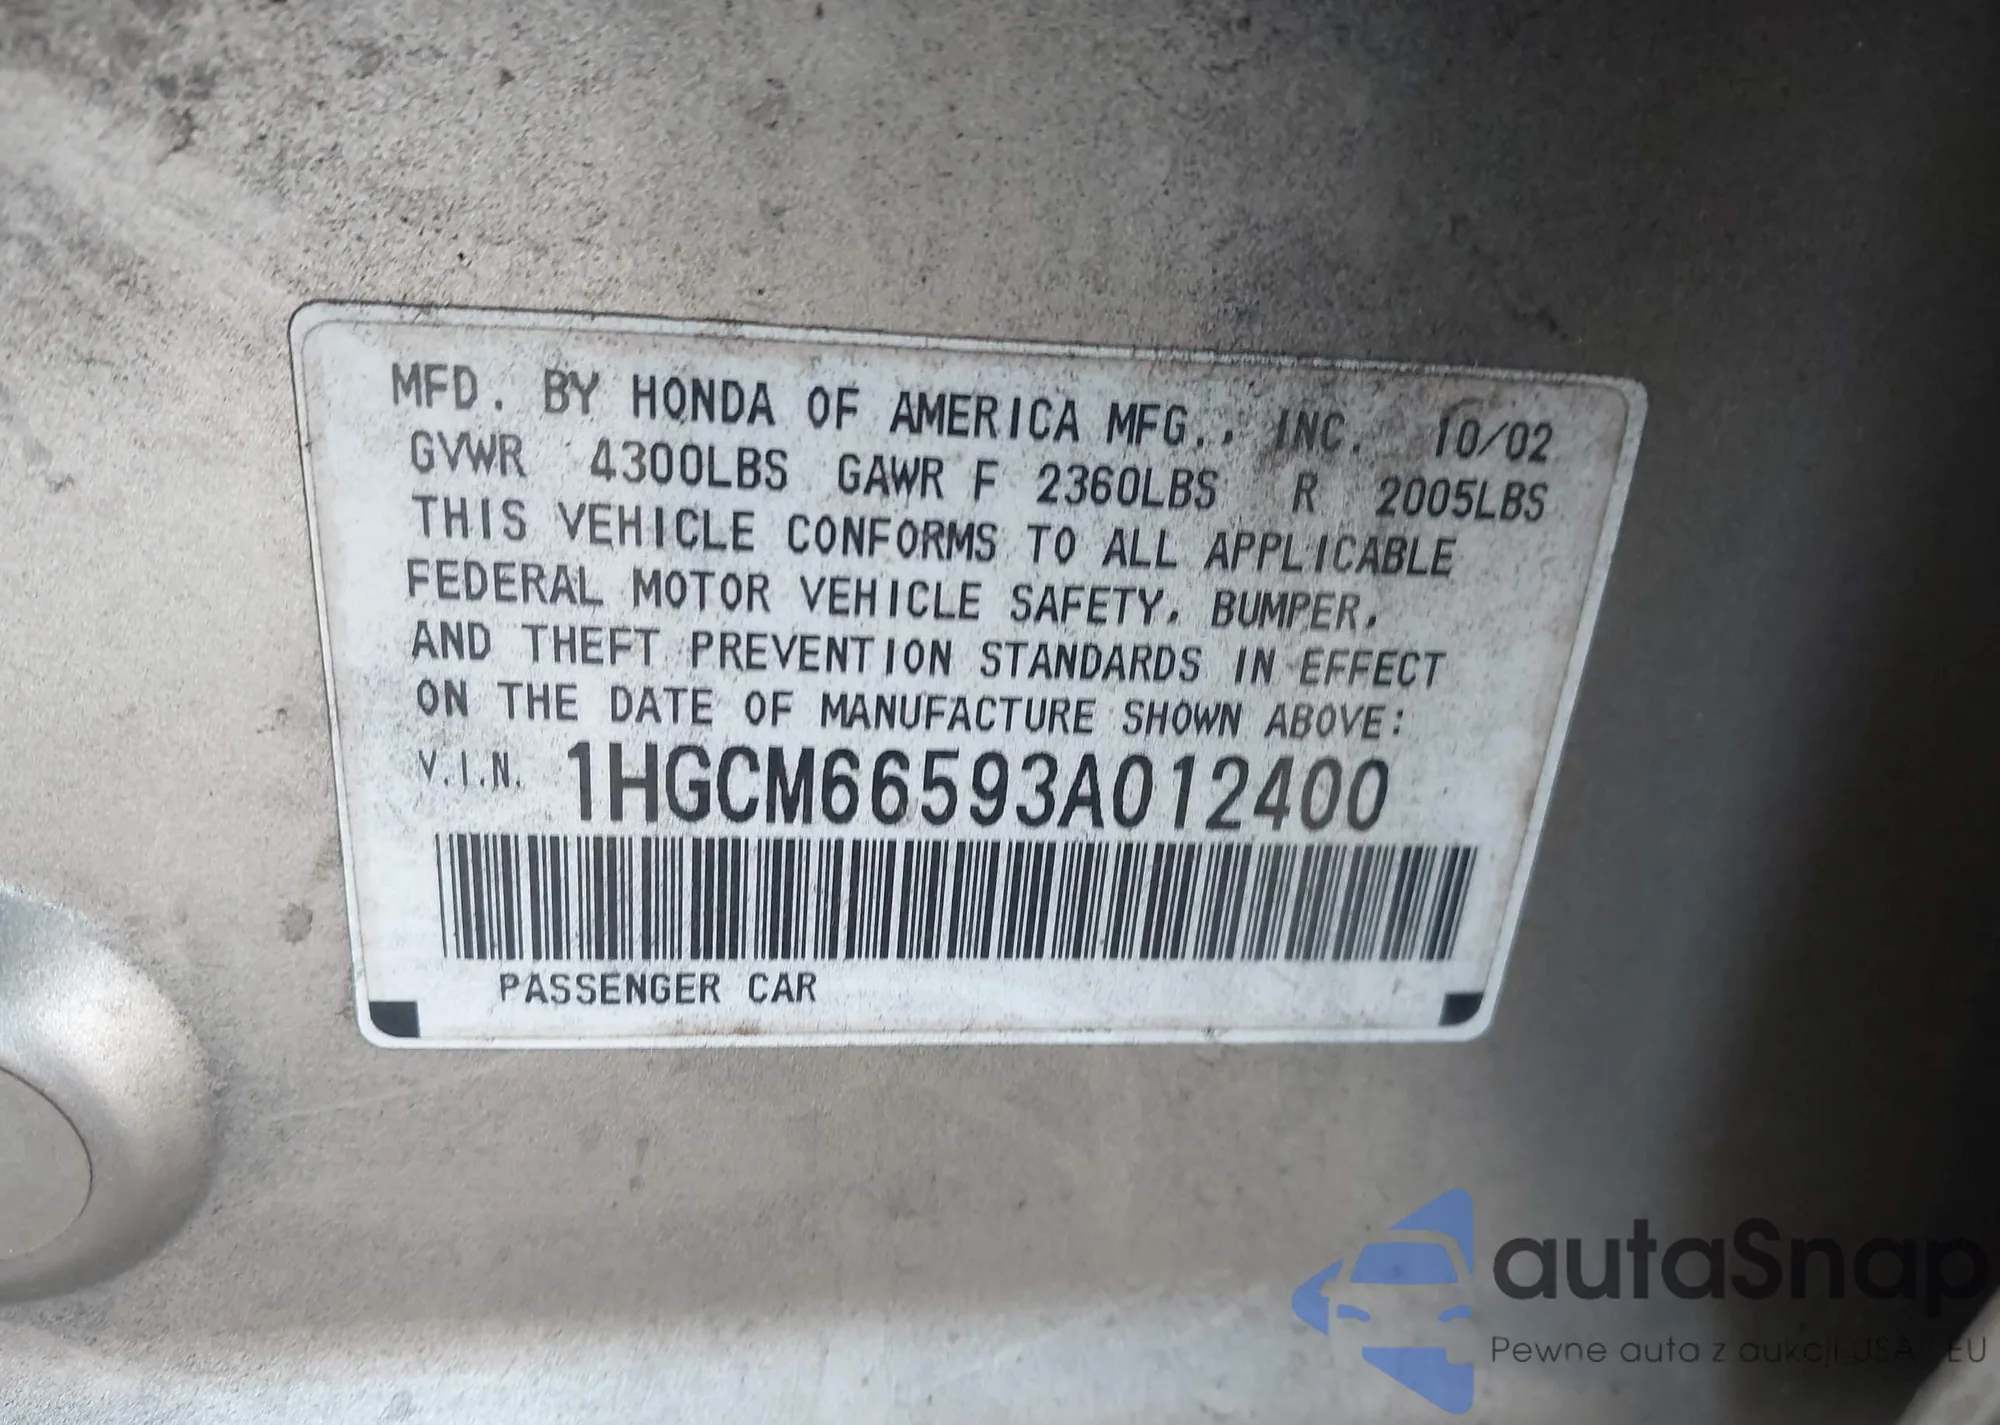 MFD. BY HONDA OF AMERICA MFG., INC. 10/02
GVWR 4300LBS GAWR F 2360LBS R 2005LBS
THIS VEHICLE CONFORMS TO ALL APPLICABLE
FEDERAL MOTOR VEHICLE SAFETY, BUMPER,
AND THEFT PREVENTION STANDARDS IN EFFECT
ON THE DATE OF MANUFACTURE SHOWN ABOVE:
V.I.N. 1HGCM66593A012400
PASSENGER CAR
autaSnap
Pewne auta z aukcji USA EU